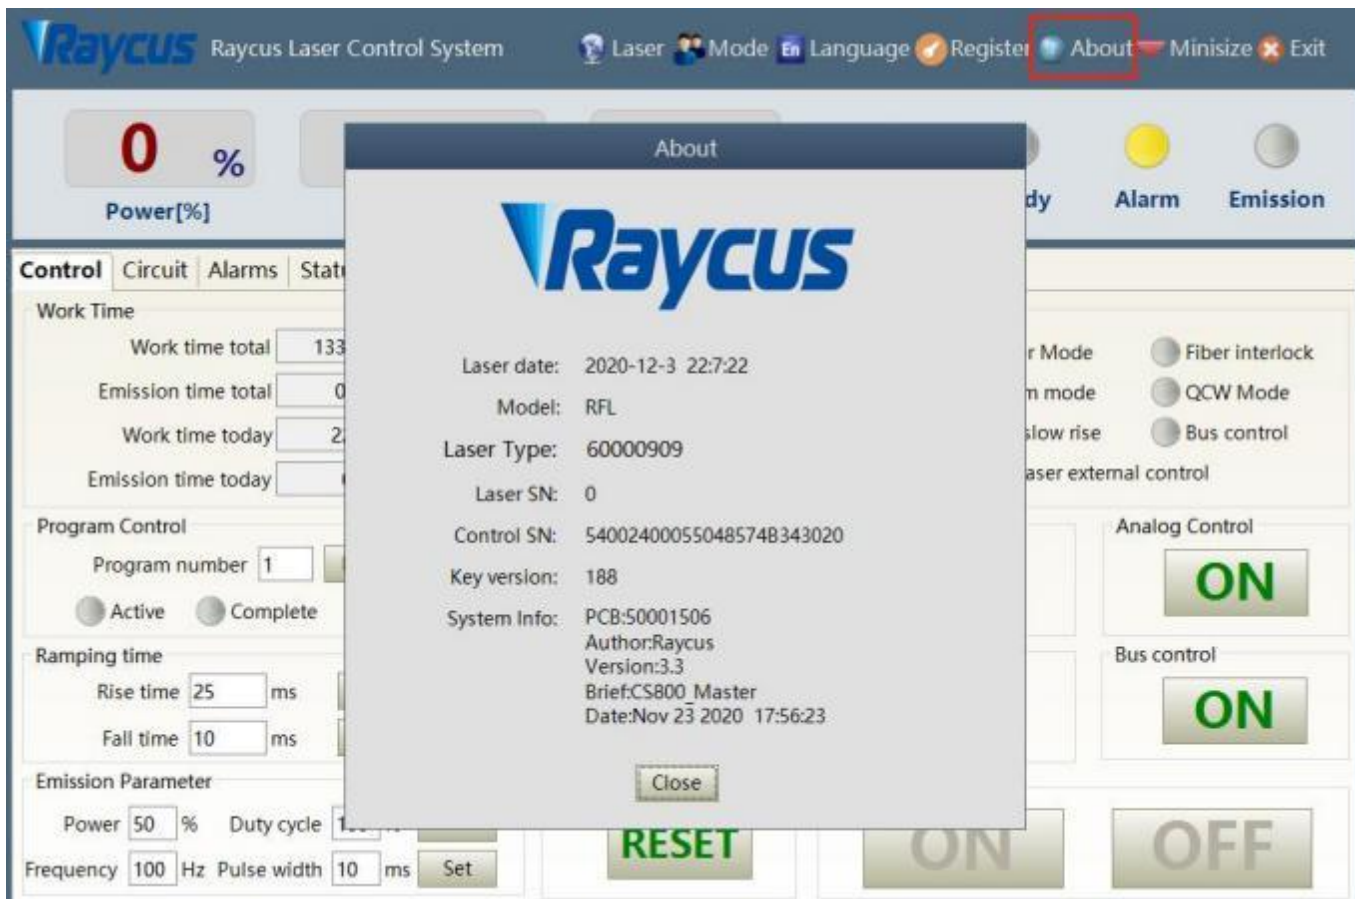 Raycus Raycus Laser Control System Laser Mode En Language Register About Minisize Exit
0 %
Power[%]
Alarm Emission
About
Raycus
Laser date: 2020-12-3 22:7:22
Model: RFL
Laser Type: 60000909
Laser SN: 0
Control SN: 54002400055048574B343020
Key version: 188
System Info: PCB:50001506
Author:Raycus
Version:3.3
Brief:CS800_Master
Date:Nov 23 2020 17:56:23
Close
Control Circuit Alarms
Work Time
Work time total 133
Emission time total 0
Work time today
Emission time today
Program Control
Program number 1
Active Complete
Ramping time
Rise time 25 ms
Fall time 10 ms
Emission Parameter
Power 50 % Duty cycle
Frequency 100 Hz Pulse width 10 ms Set
RESET
Mode Fiber interlock
mode QCW Mode
slow rise Bus control
external control
Analog Control
ON
Bus control
ON
ON OFF